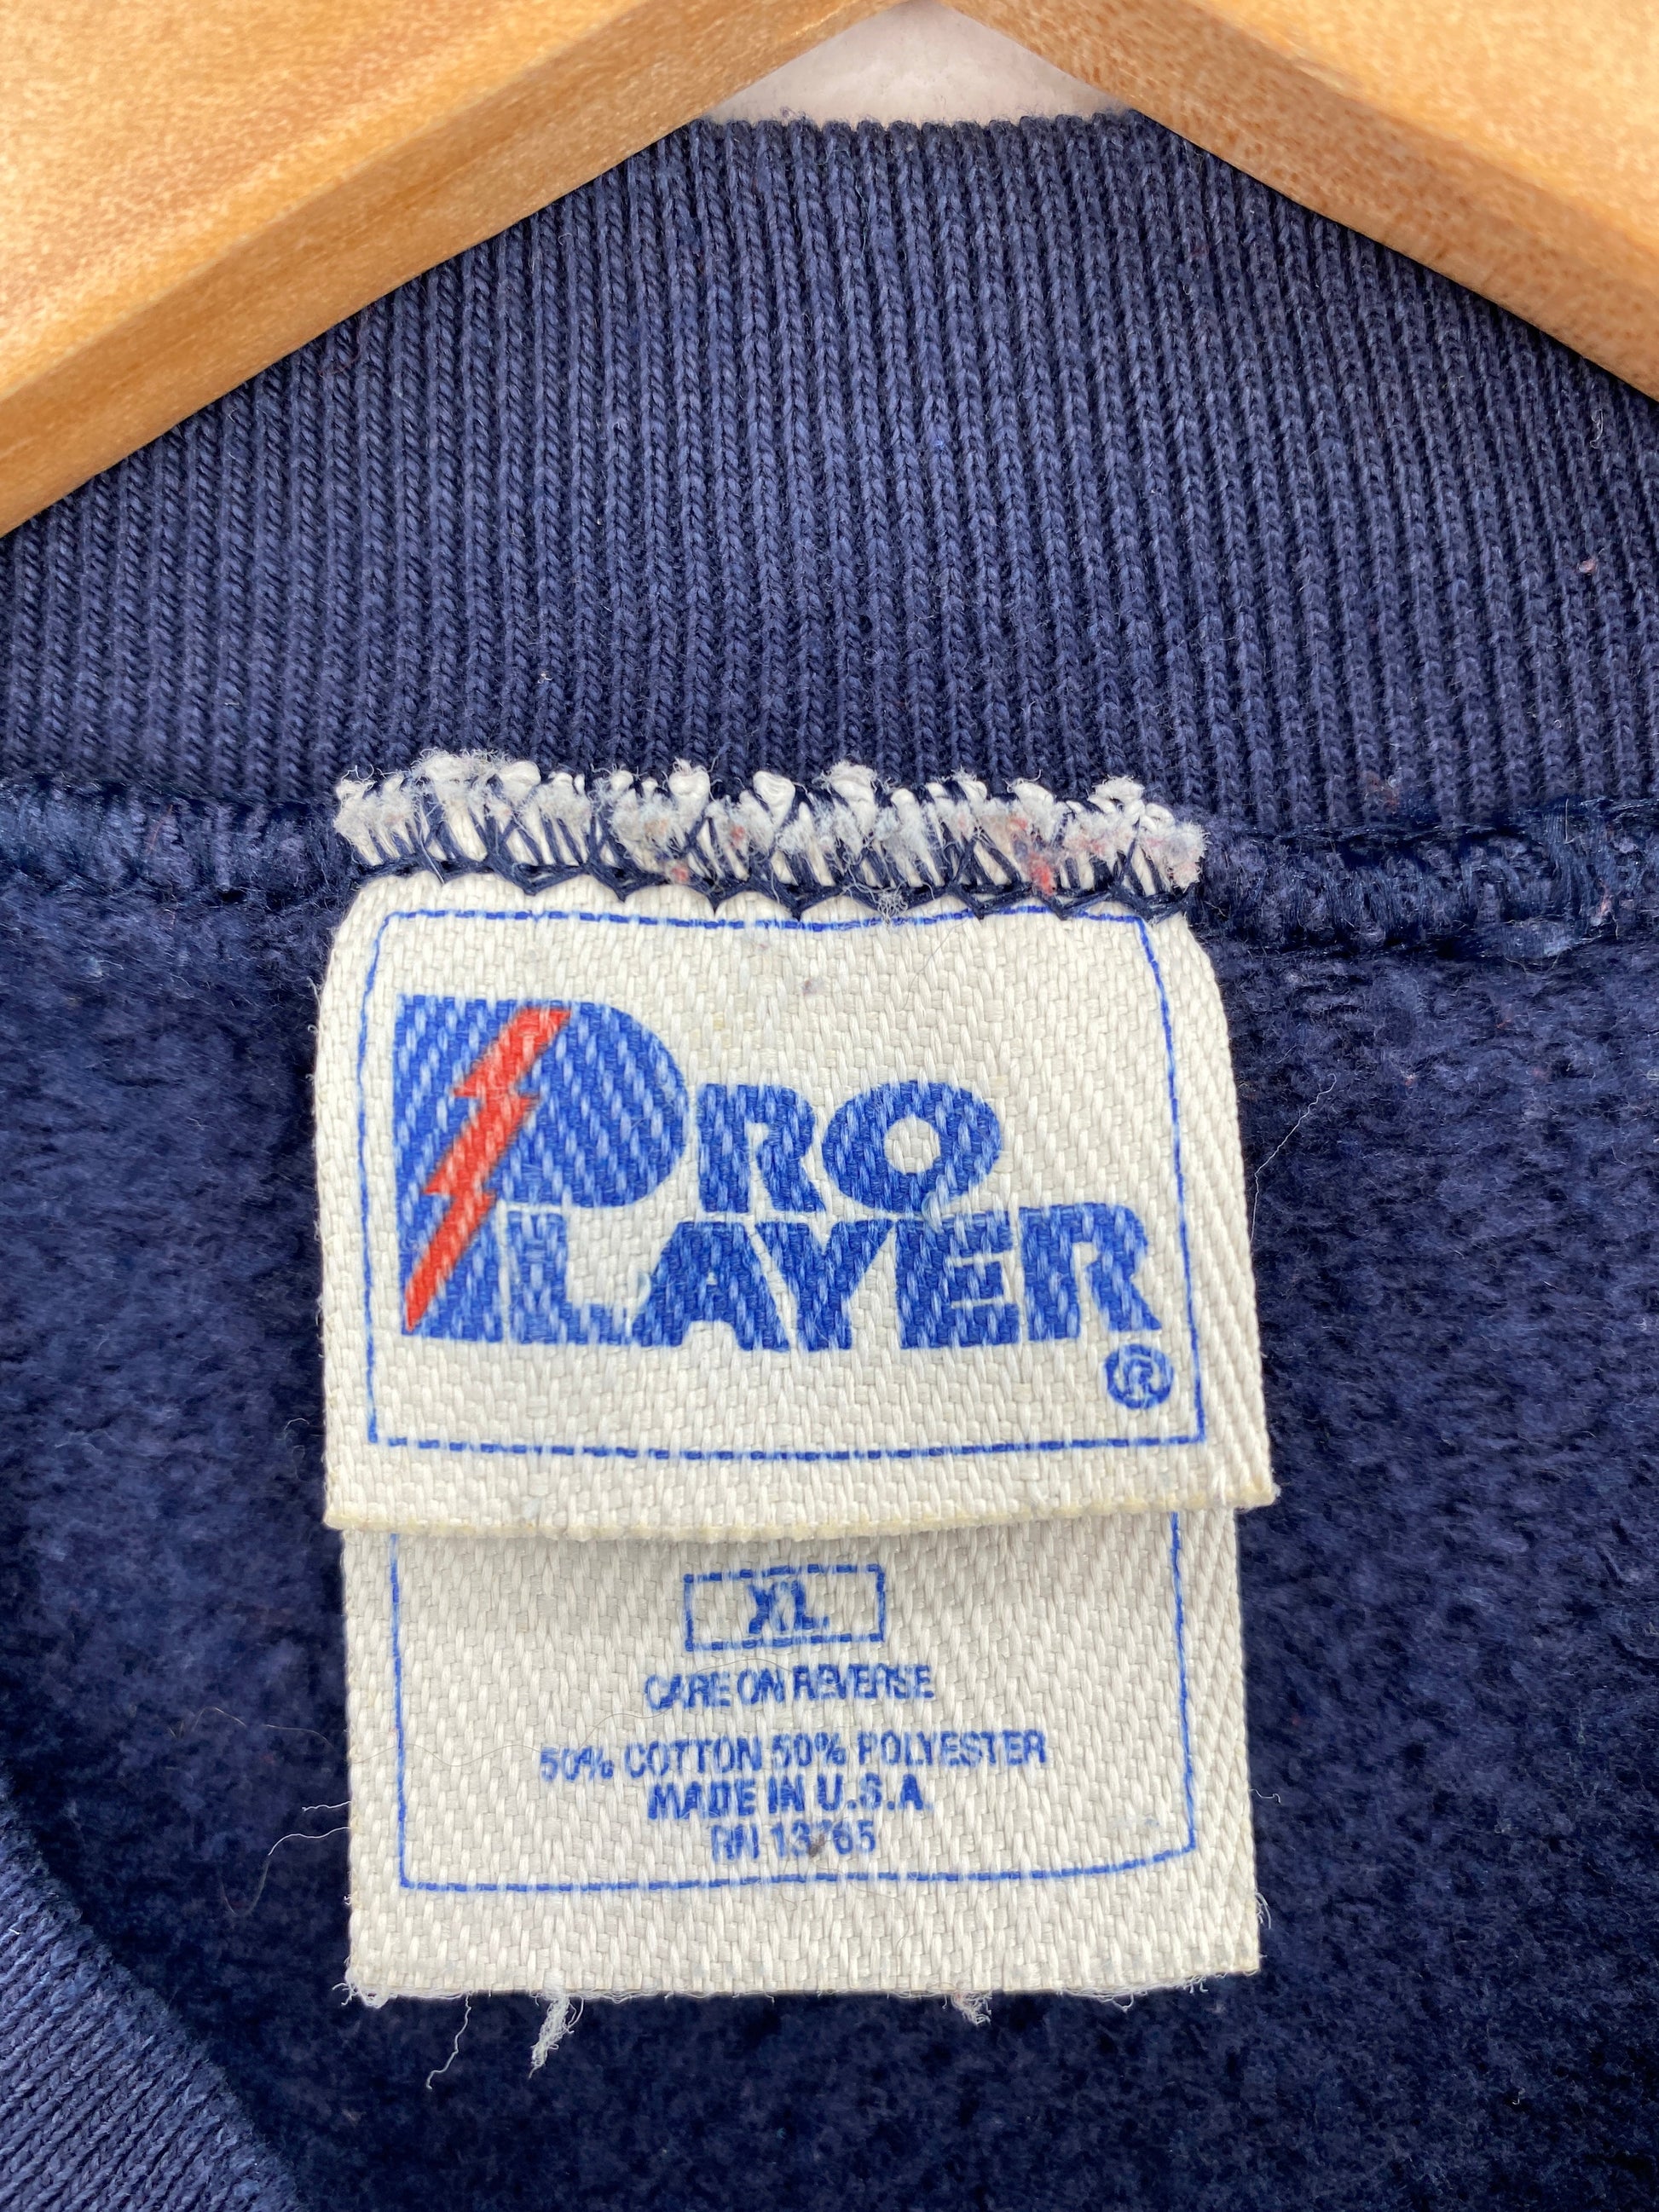 PRO
PLAYER
®
XL
CARE ON REVERSE
50% COTTON 50% POLYESTER
MADE IN U.S.A.
RN 13765